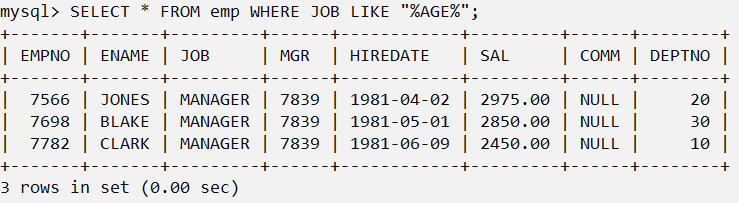 mysql> SELECT * FROM emp WHERE JOB LIKE "%AGE%";
+-------+-------+---------+------+------------+---------+------+--------+
| EMPNO | ENAME | JOB     | MGR  | HIREDATE   | SAL     | COMM | DEPTNO |
+-------+-------+---------+------+------------+---------+------+--------+
|  7566 | JONES | MANAGER | 7839 | 1981-04-02 | 2975.00 | NULL |     20 |
|  7698 | BLAKE | MANAGER | 7839 | 1981-05-01 | 2850.00 | NULL |     30 |
|  7782 | CLARK | MANAGER | 7839 | 1981-06-09 | 2450.00 | NULL |     10 |
+-------+-------+---------+------+------------+---------+------+--------+
3 rows in set (0.00 sec)